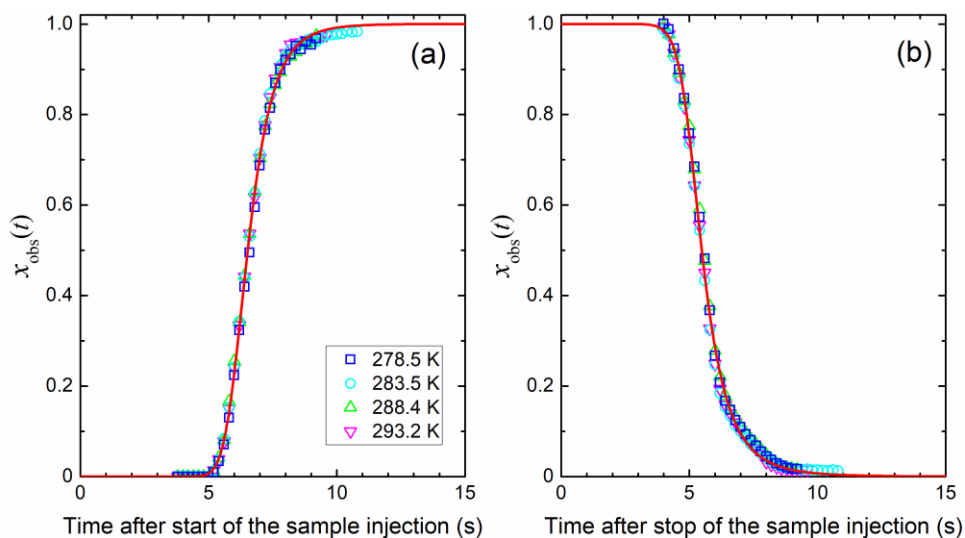 1.0
0.8
0.6
0.4
0.2
0
x_obs(t)
(a)
278.5 K
283.5 K
288.4 K
293.2 K
0 5 10 15
Time after start of the sample injection (s)
1.0
0.8
0.6
0.4
0.2
0
x_obs(t)
(b)
0 5 10 15
Time after stop of the sample injection (s)